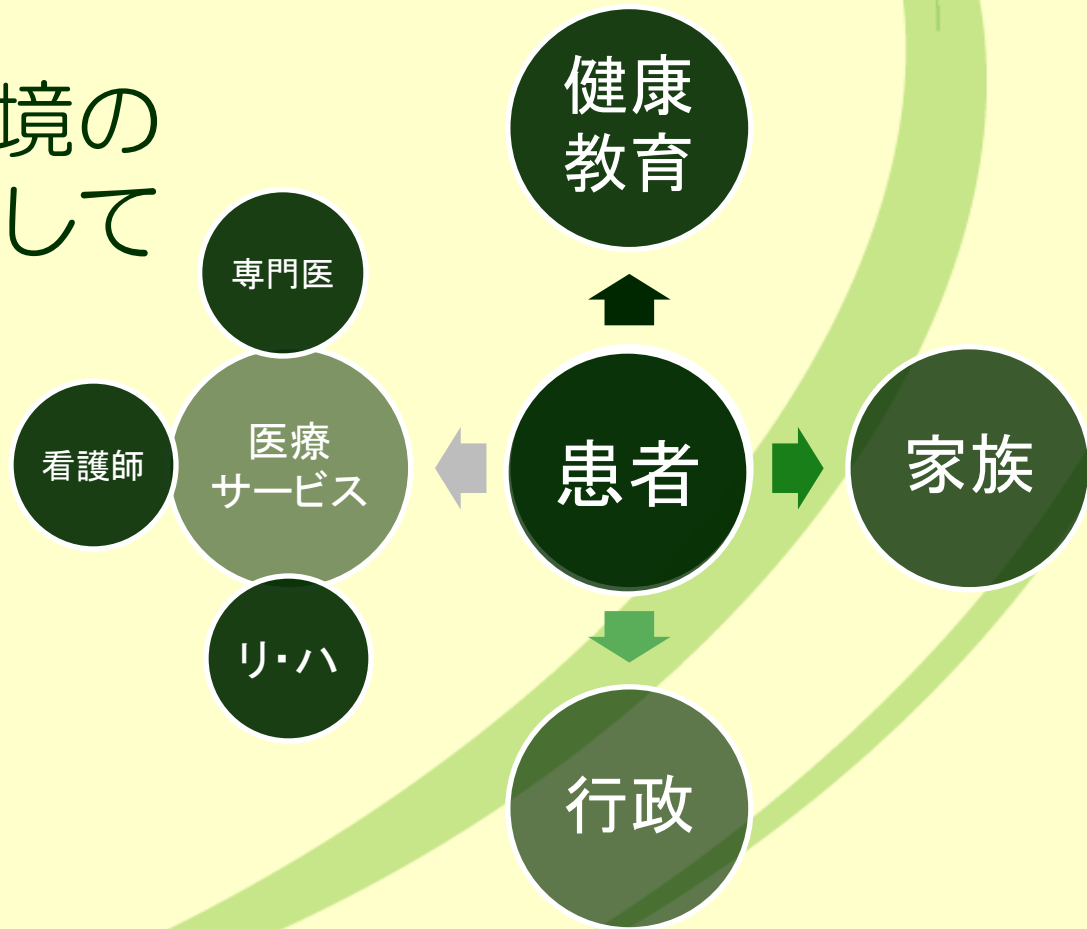 境の
して
健康
教育
専門医
看護師
医療
サービス
リ・ハ
患者
家族
行政